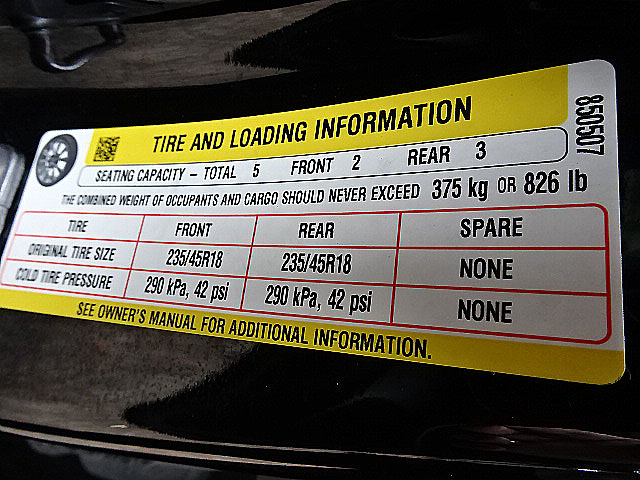 TIRE AND LOADING INFORMATION
850507
SEATING CAPACITY – TOTAL 5 FRONT 2 REAR 3
THE COMBINED WEIGHT OF OCCUPANTS AND CARGO SHOULD NEVER EXCEED 375 kg OR 826 lb
TIRE FRONT REAR SPARE
ORIGINAL TIRE SIZE 235/45R18 235/45R18 NONE
COLD TIRE PRESSURE 290 kPa, 42 psi 290 kPa, 42 psi NONE
SEE OWNER'S MANUAL FOR ADDITIONAL INFORMATION.